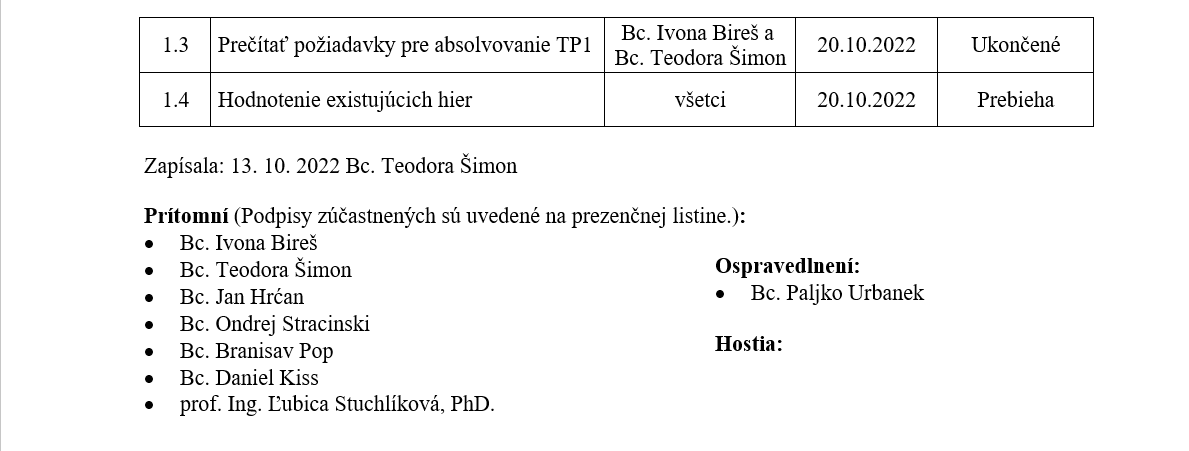 1.3 Prečítať požiadavky pre absolvovanie TP1 Bc. Ivona Bireš a 20.10.2022 Ukončené
Bc. Teodora Šimon
1.4 Hodnotenie existujúcich hier všetci 20.10.2022 Prebieha
Zapísala: 13. 10. 2022 Bc. Teodora Šimon
Prítomní (Podpisy zúčastnených sú uvedené na prezenčnej listine.):
• Bc. Ivona Bireš
• Bc. Teodora Šimon
• Bc. Jan Hrćan
• Bc. Ondrej Stracinski
• Bc. Branisav Pop
• Bc. Daniel Kiss
• prof. Ing. Ľubica Stuchlíková, PhD.
Ospravedlnení:
• Bc. Paljko Urbanek
Hostia: